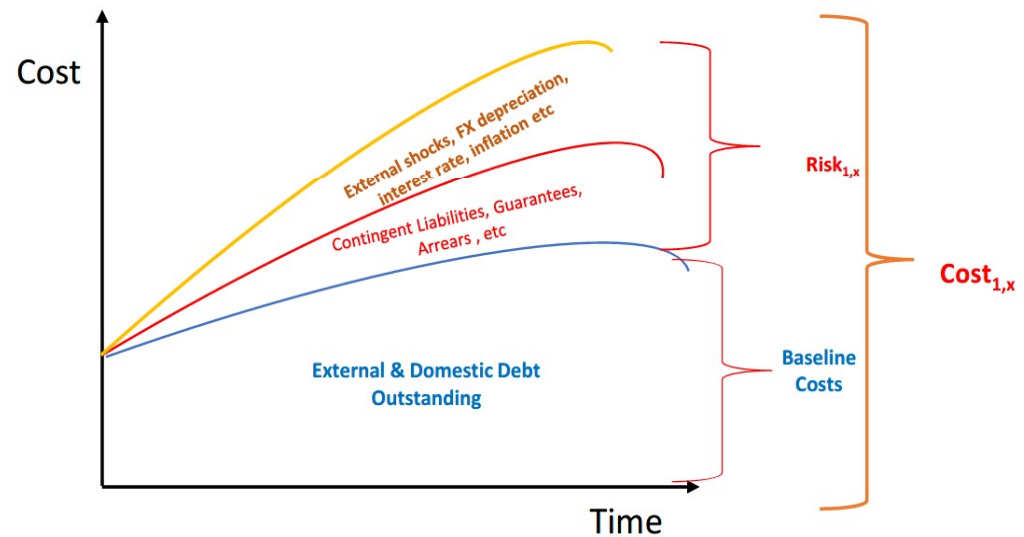 Cost
External shocks, FX depreciation,
interest rate, inflation etc
Contingent Liabilities, Guarantees,
Arrears , etc
External & Domestic Debt
Outstanding
Risk1,x
Baseline
Costs
Cost1,x
Time